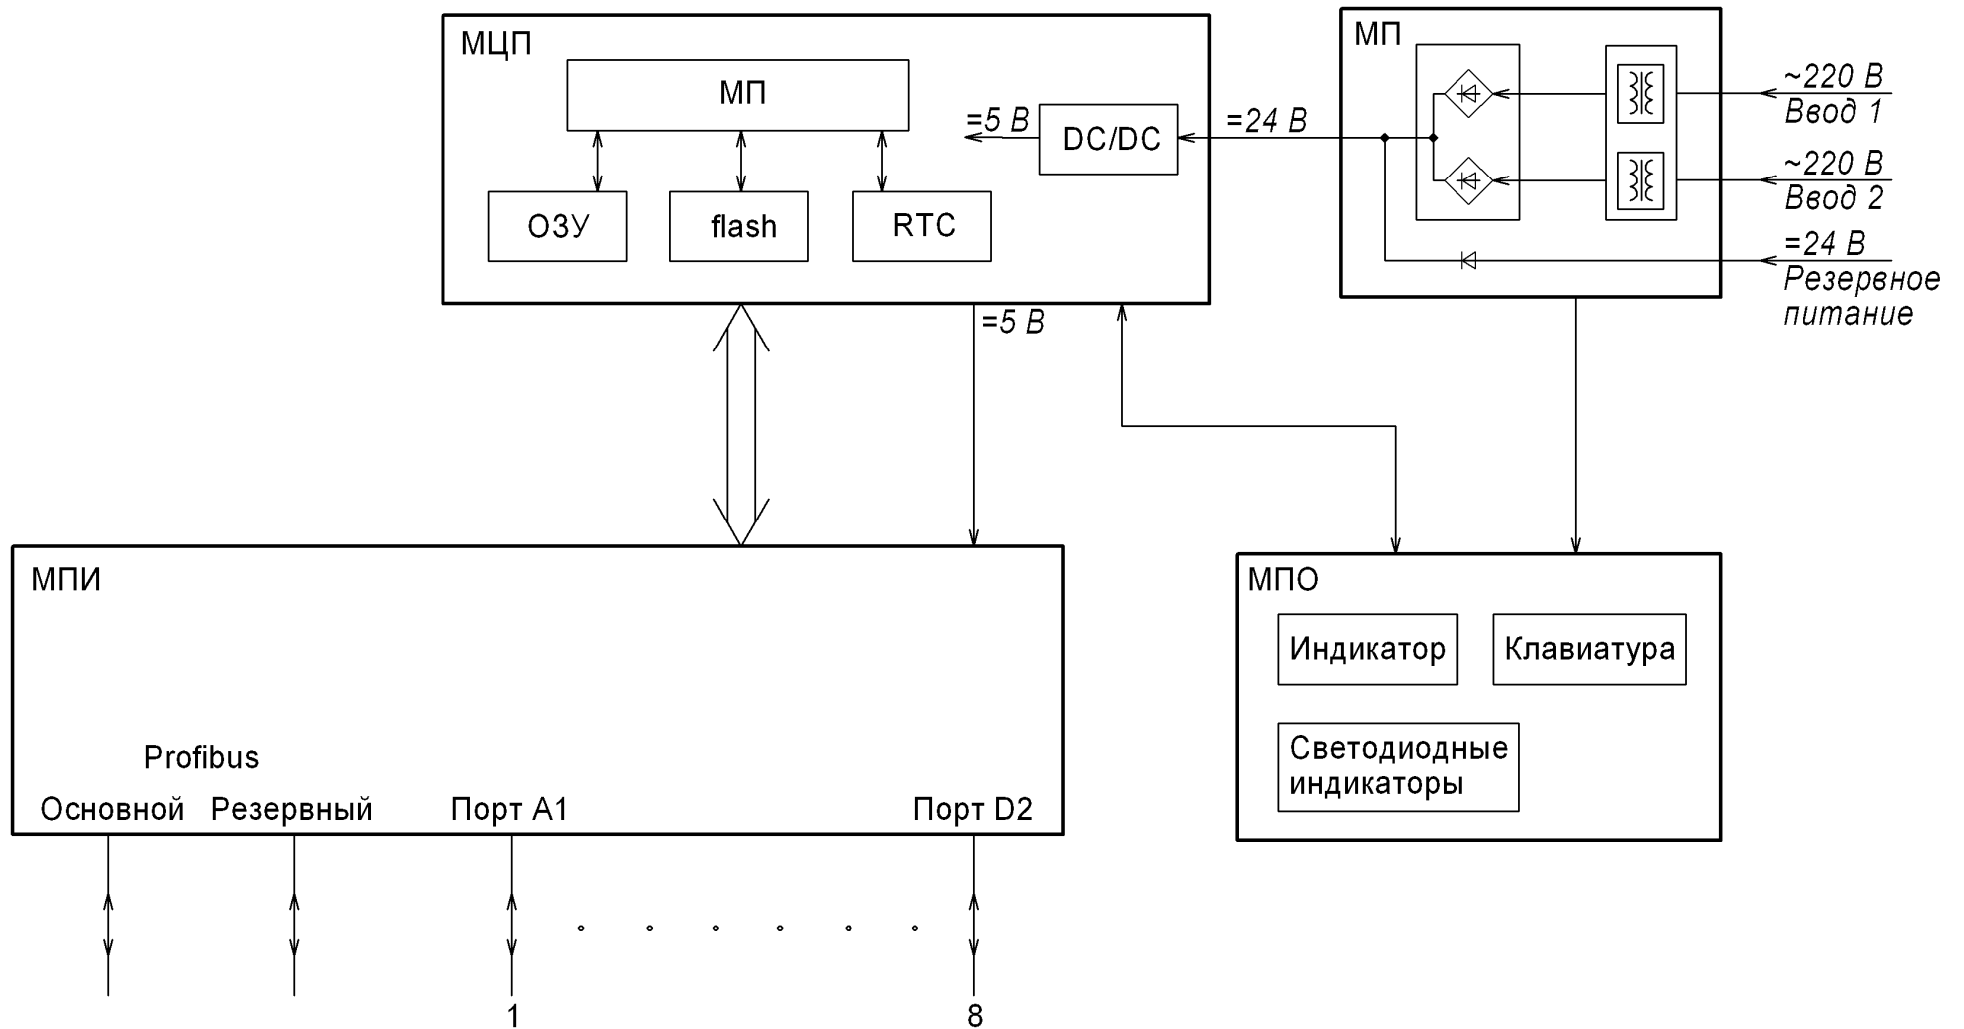 МЦП
МП
ОЗУ
flash
RTC
=5 В
DC/DC
=24 В
МП
~220 В
Ввод 1
~220 В
Ввод 2
=24 В
Резервное
питание
=5 В
МПИ
Profibus
Основной
Резервный
Порт А1
Порт D2
1
8
МПО
Индикатор
Клавиатура
Светодиодные
индикаторы